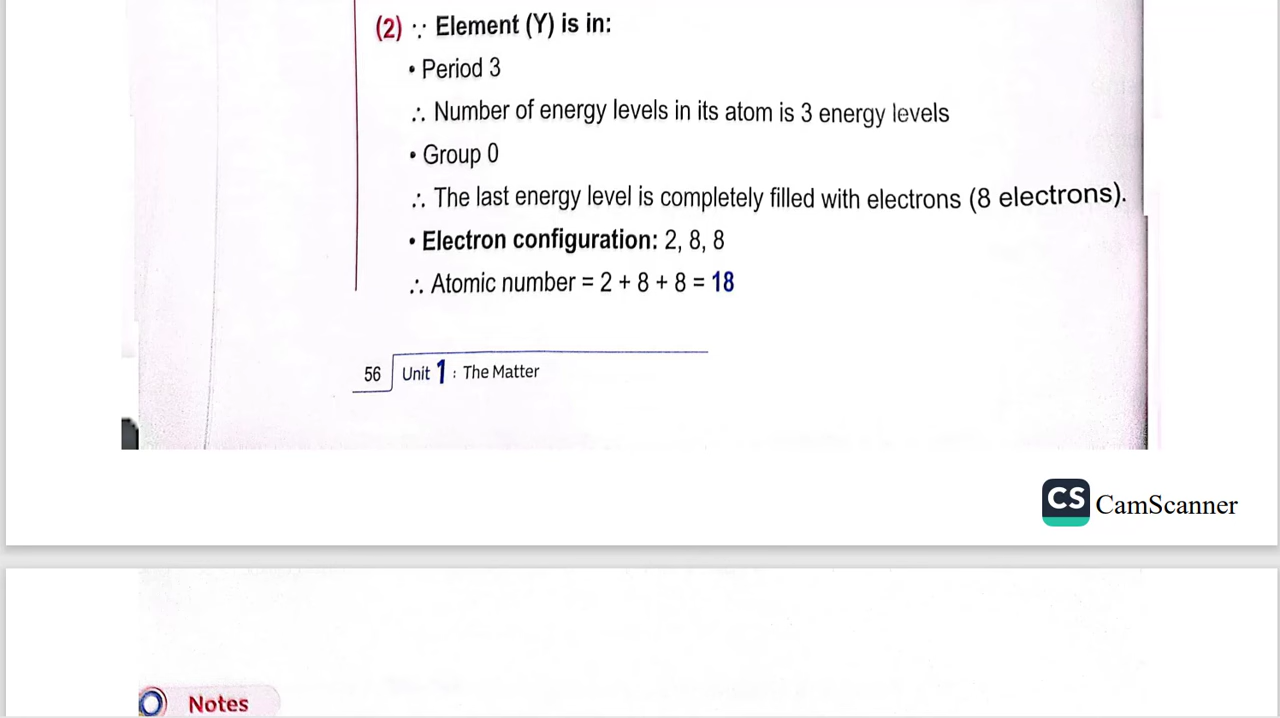 (2) ∵ Element (Y) is in:
• Period 3
∴ Number of energy levels in its atom is 3 energy levels
• Group 0
∴ The last energy level is completely filled with electrons (8 electrons).
• Electron configuration: 2, 8, 8
∴ Atomic number = 2 + 8 + 8 = 18
56 Unit 1 : The Matter
CS CamScanner
Notes